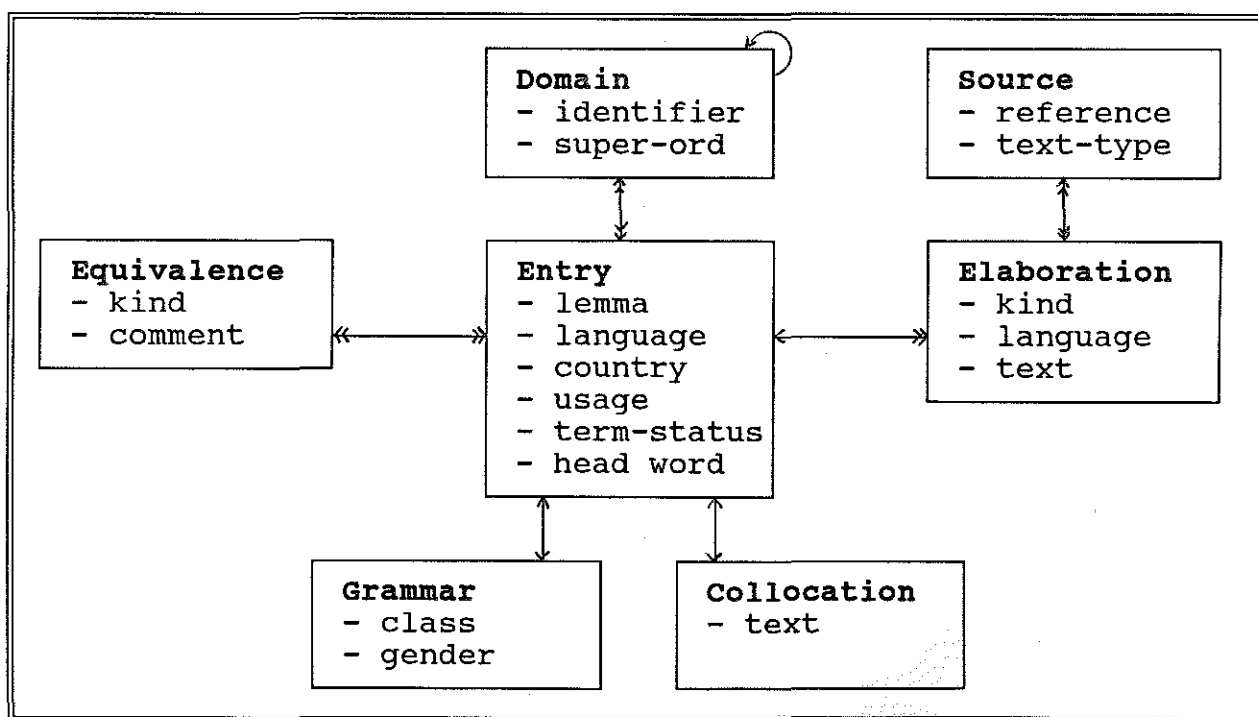 Domain
- identifier
- super-ord
Source
- reference
- text-type
Equivalence
- kind
- comment
Entry
- lemma
- language
- country
- usage
- term-status
- head word
Elaboration
- kind
- language
- text
Grammar
- class
- gender
Collocation
- text